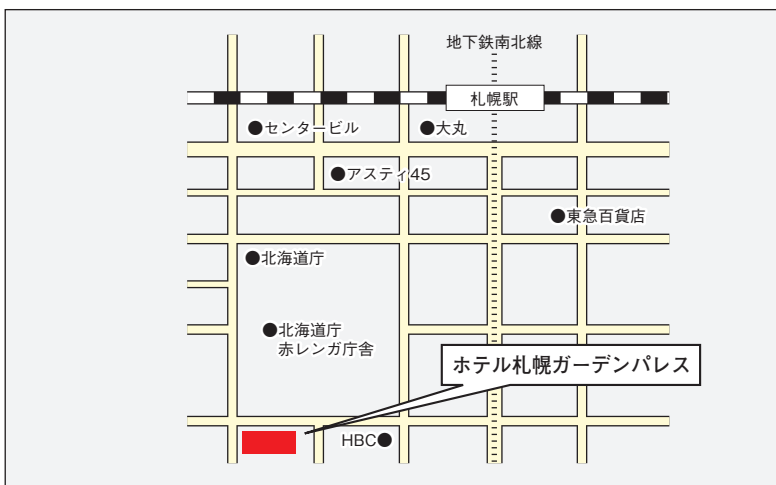 地下鉄南北線
札幌駅
●センタービル
●大丸
●アスティ45
●東急百貨店
●北海道庁
●北海道庁
赤レンガ庁舎
ホテル札幌ガーデンパレス
HBC●